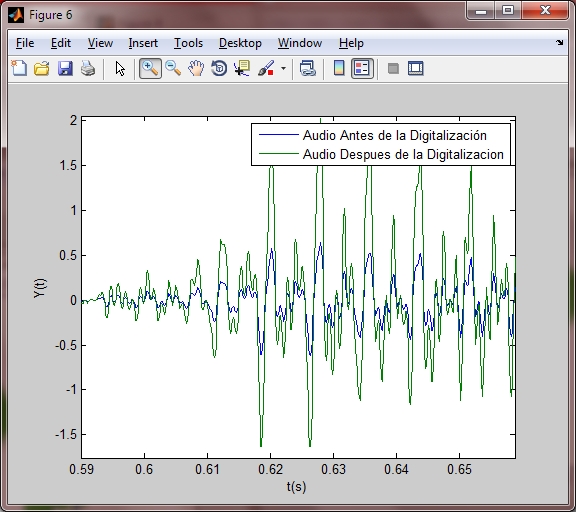 Figure 6
File Edit View Insert Tools Desktop Window Help
Audio Antes de la Digitalización
Audio Despues de la Digitalizacion
2
1.5
1
0.5
0
-0.5
-1
-1.5
Y(t)
0.59 0.6 0.61 0.62 0.63 0.64 0.65
t(s)